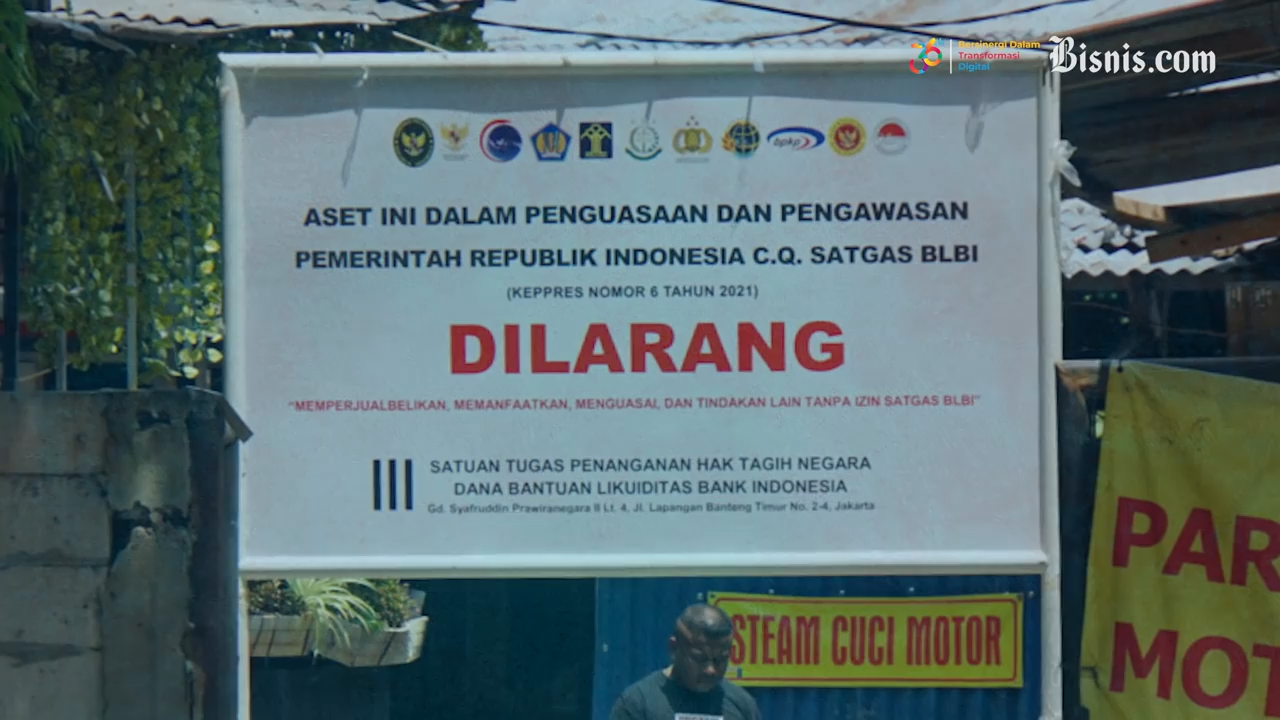 Bersinergi Dalam
Transformasi
Digital
Bisnis.com
bpkp
ASET INI DALAM PENGUASAAN DAN PENGAWASAN
PEMERINTAH REPUBLIK INDONESIA C.Q. SATGAS BLBI
(KEPPRES NOMOR 6 TAHUN 2021)
DILARANG
“MEMPERJUALBELIKAN, MEMANFAATKAN, MENGUASAI, DAN TINDAKAN LAIN TANPA IZIN SATGAS BLBI”
SATUAN TUGAS PENANGANAN HAK TAGIH NEGARA
DANA BANTUAN LIKUIDITAS BANK INDONESIA
Gd. Syafruddin Prawiranegara II Lt. 4, Jl. Lapangan Banteng Timur No. 2-4, Jakarta
STEAM CUCI MOTOR
PAR
MOT